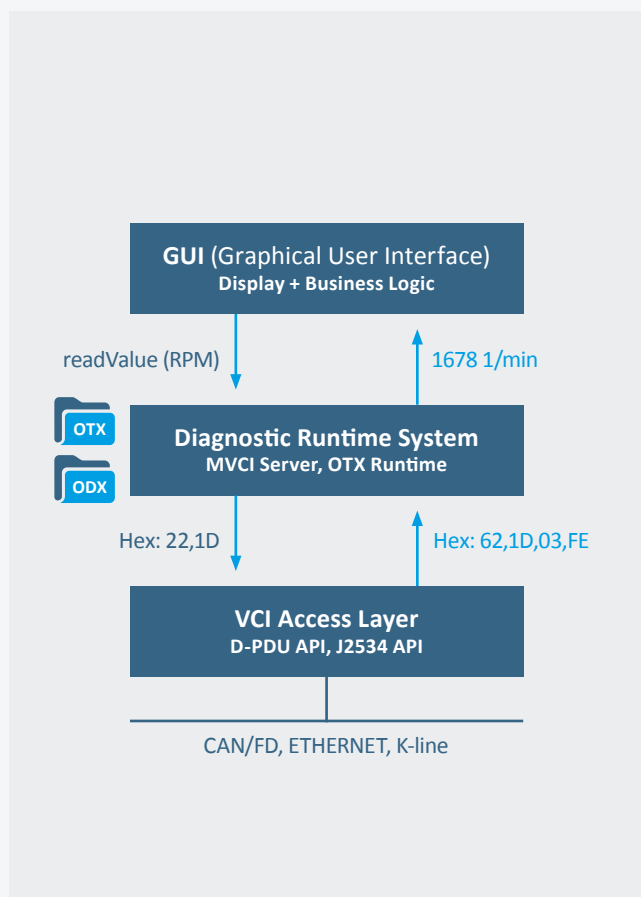 GUI (Graphical User Interface)
Display + Business Logic
readValue (RPM)
1678 1/min
OTX
ODX
Diagnostic Runtime System
MVCI Server, OTX Runtime
Hex: 22,1D
Hex: 62,1D,03,FE
VCI Access Layer
D-PDU API, J2534 API
CAN/FD, ETHERNET, K-line